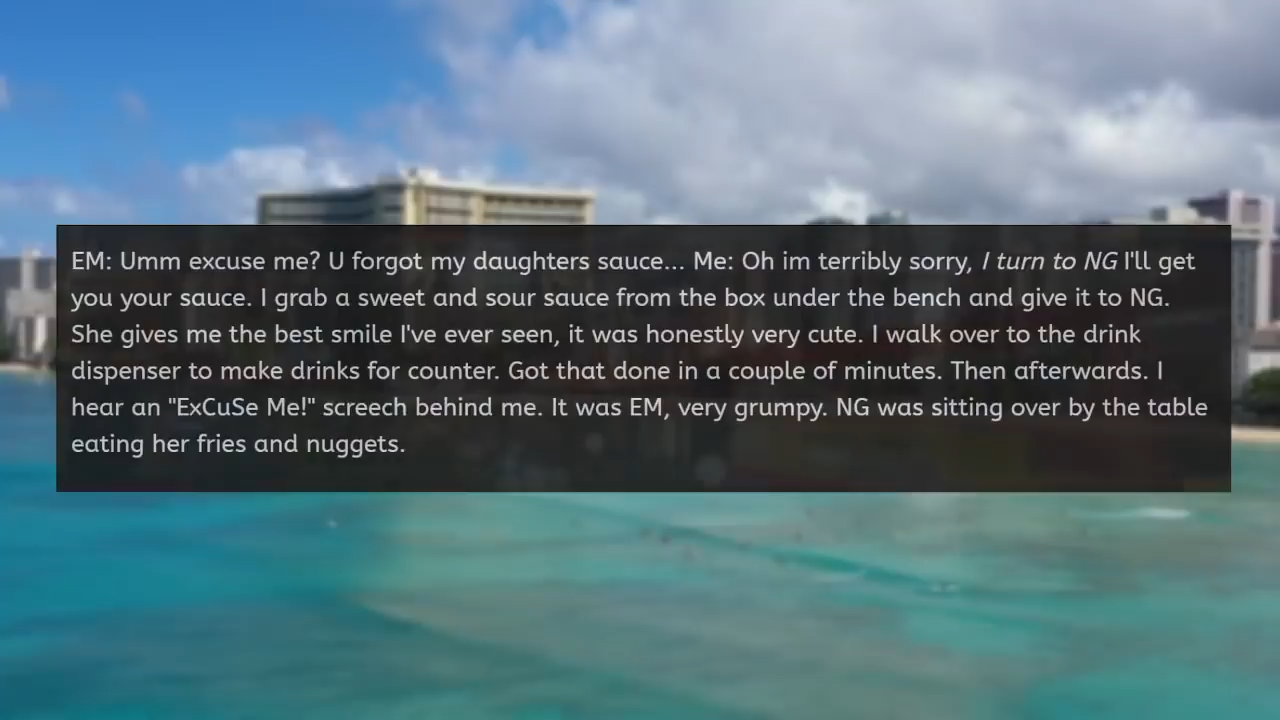 EM: Umm excuse me? U forgot my daughters sauce... Me: Oh im terribly sorry, I turn to NG I'll get
you your sauce. I grab a sweet and sour sauce from the box under the bench and give it to NG.
She gives me the best smile I've ever seen, it was honestly very cute. I walk over to the drink
dispenser to make drinks for counter. Got that done in a couple of minutes. Then afterwards. I
hear an "ExCuSe Me!" screech behind me. It was EM, very grumpy. NG was sitting over by the table
eating her fries and nuggets.